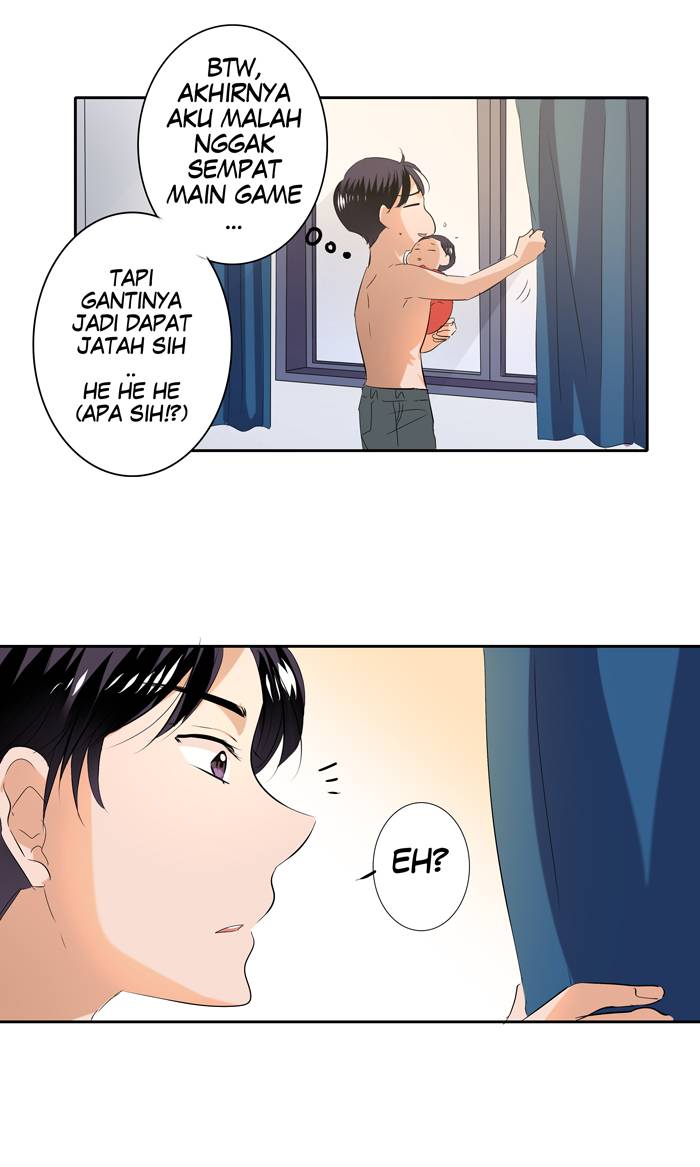 BTW,
AKHIRNYA
AKU MALAH
NGGAK
SEMPAT
MAIN GAME
...
TAPI
GANTINYA
JADI DAPAT
JATAH SIH
..
HE HE HE
(APA SIH!?)
EH?